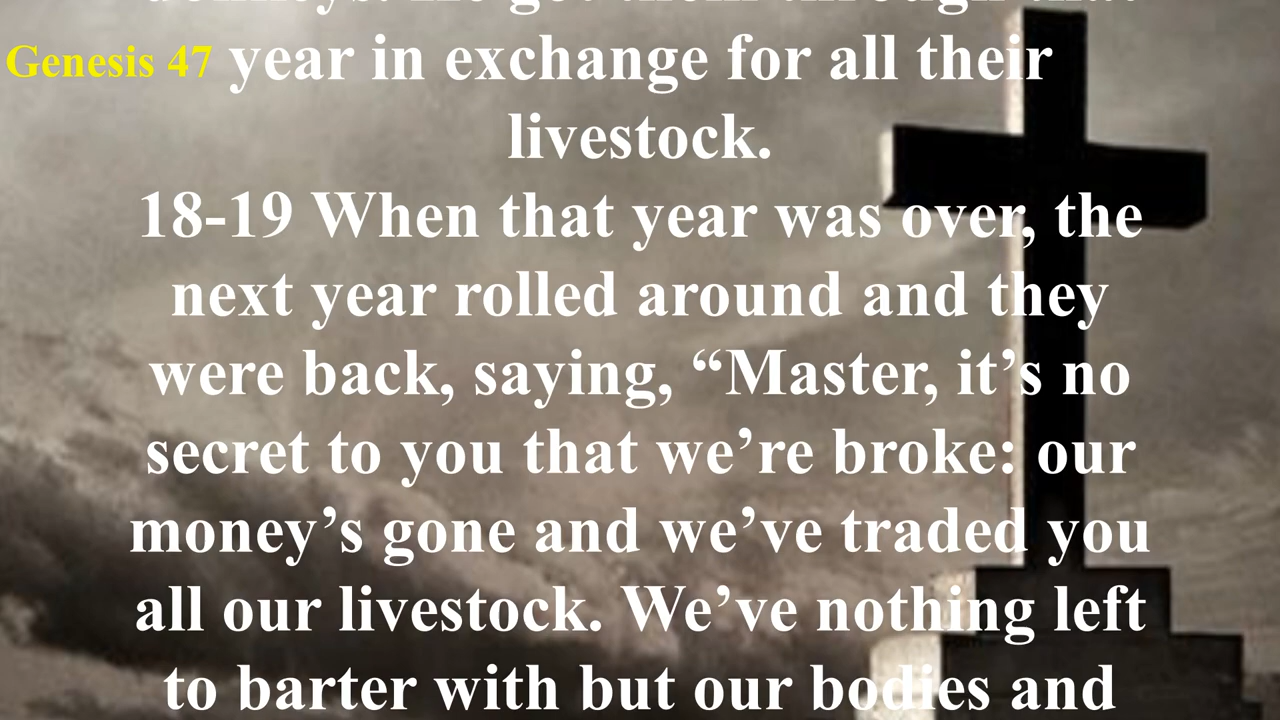 Genesis 47
year in exchange for all their
livestock.
18-19 When that year was over, the
next year rolled around and they
were back, saying, “Master, it’s no
secret to you that we’re broke: our
money’s gone and we’ve traded you
all our livestock. We’ve nothing left
to barter with but our bodies and